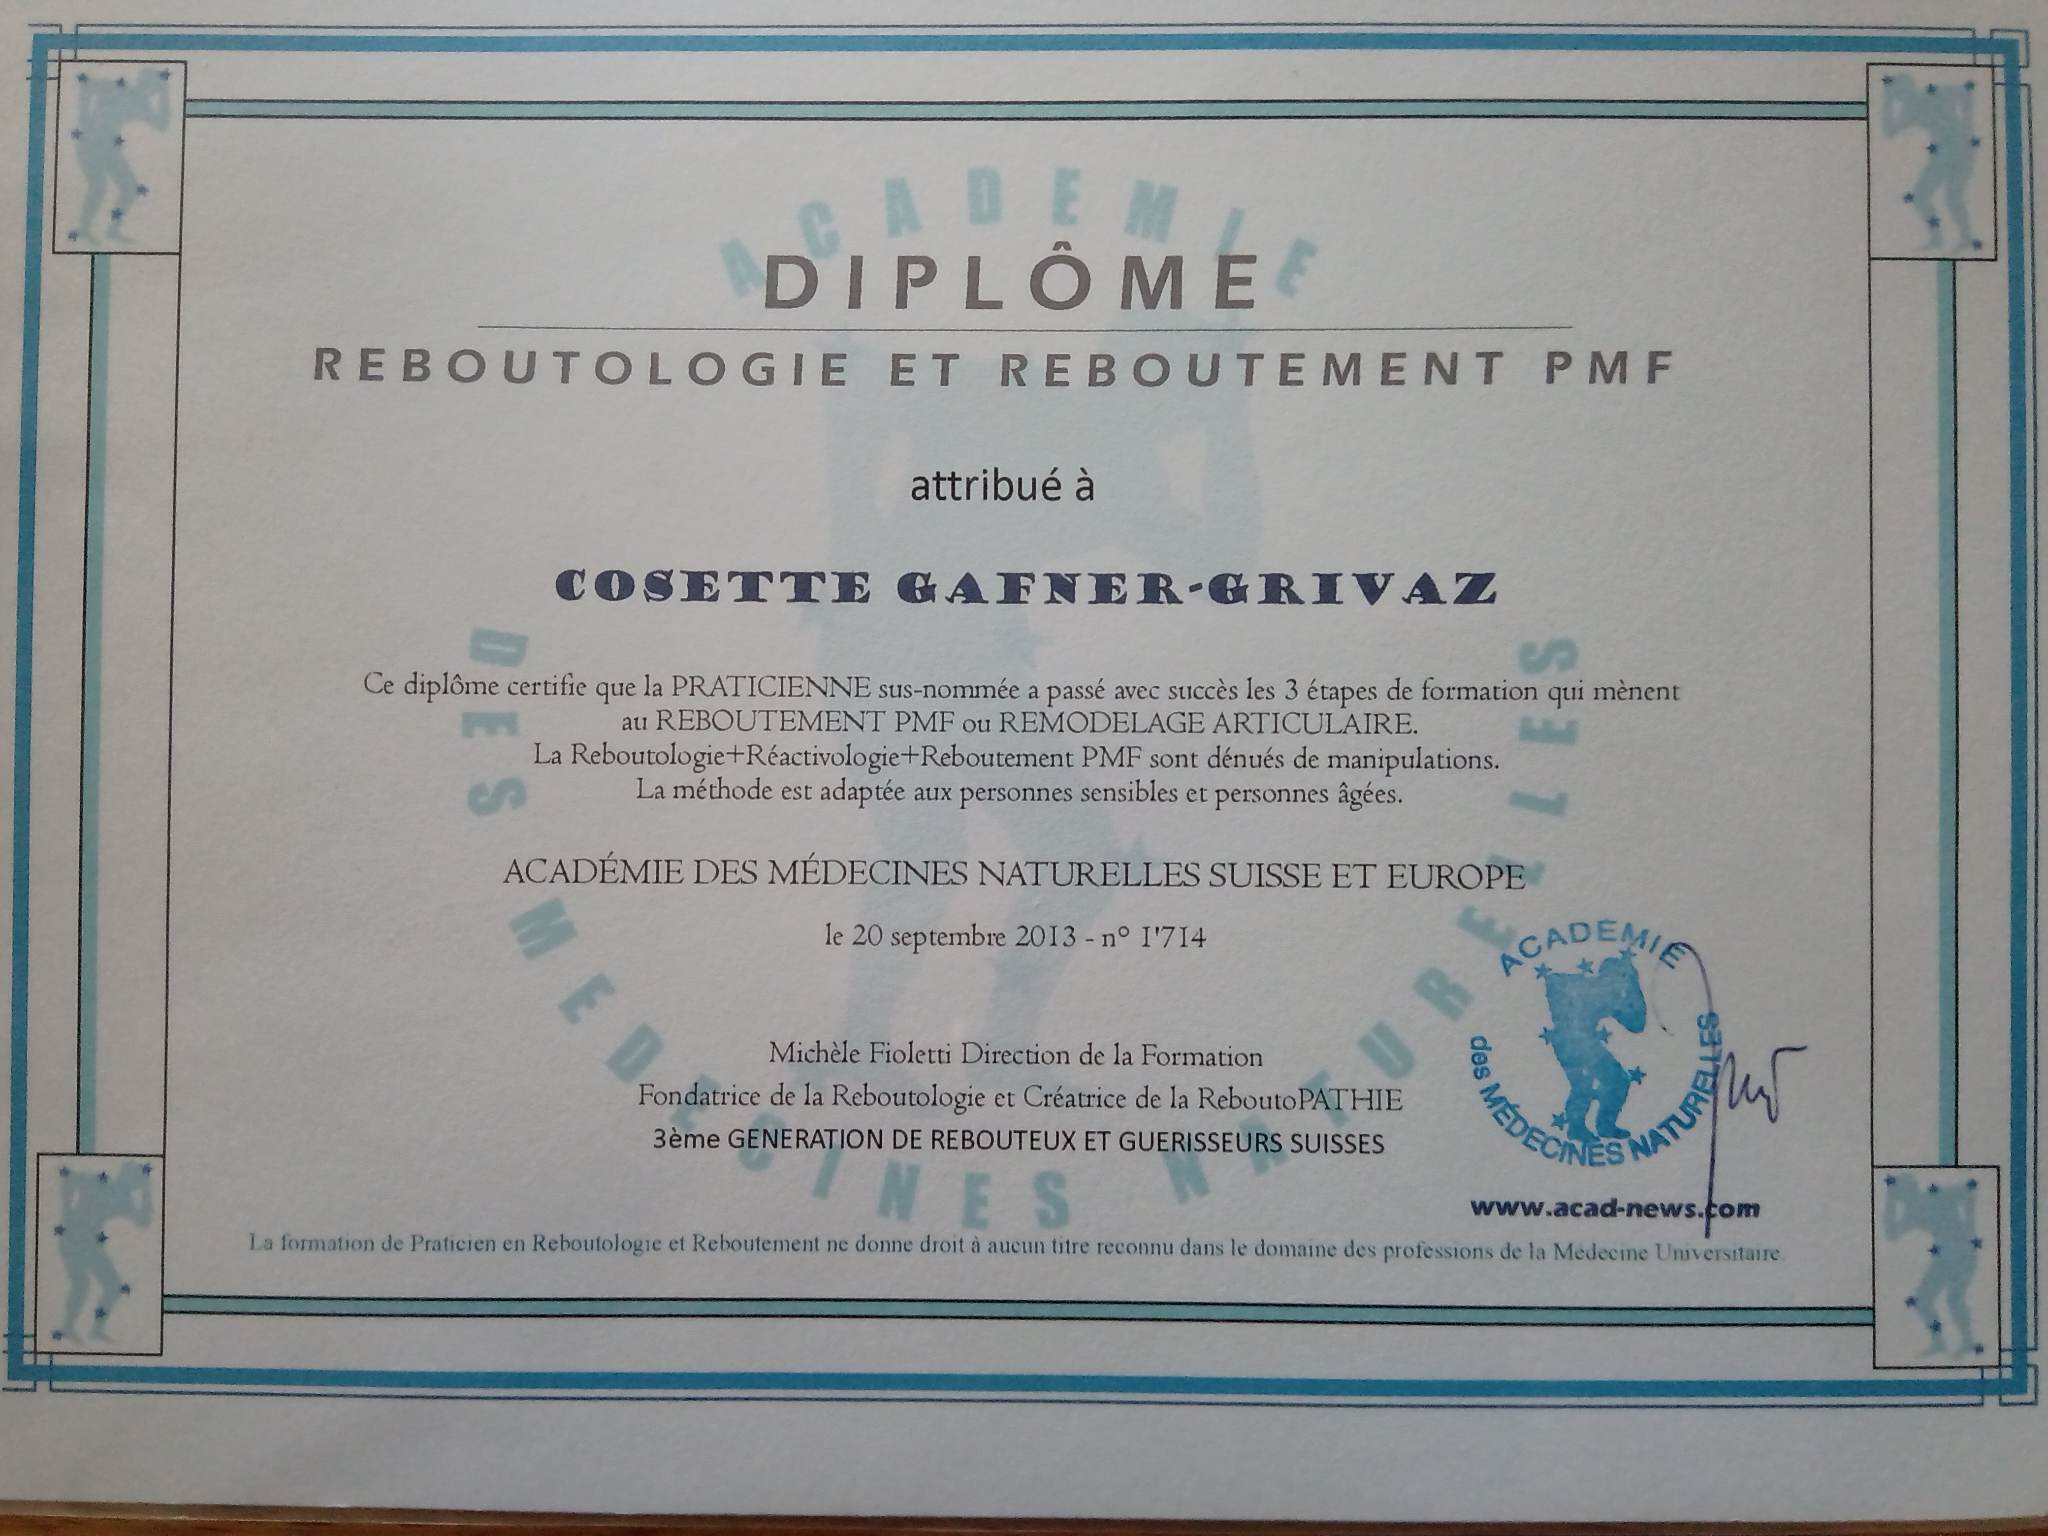 ACADEMIE
DIPLÔME
REBOUTOLOGIE ET REBOUTEMENT PMF
attribué à
COSETTE GAFNER-GRIVAZ
Ce diplôme certifie que la PRATICIENNE sus-nommée a passé avec succès les 3 étapes de formation qui mènent
au REBOUTEMENT PMF ou REMODELAGE ARTICULAIRE.
La Reboutologie+Réactivologie+Reboutement PMF sont dénués de manipulations.
La méthode est adaptée aux personnes sensibles et personnes âgées.
ACADÉMIE DES MÉDECINES NATURELLES SUISSE ET EUROPE
le 20 septembre 2013 - n° 1'714
DES MEDECINES NATURELLES
Michèle Fioletti Direction de la Formation
Fondatrice de la Reboutologie et Créatrice de la ReboutoPATHIE
3ème GENERATION DE REBOUTEUX ET GUERISSEURS SUISSES
ACADÉMIE
des MÉDECINES NATURELLES
www.acad-news.com
La formation de Praticien en Reboutologie et Reboutement ne donne droit à aucun titre reconnu dans le domaine des professions de la Médecine Universitaire.